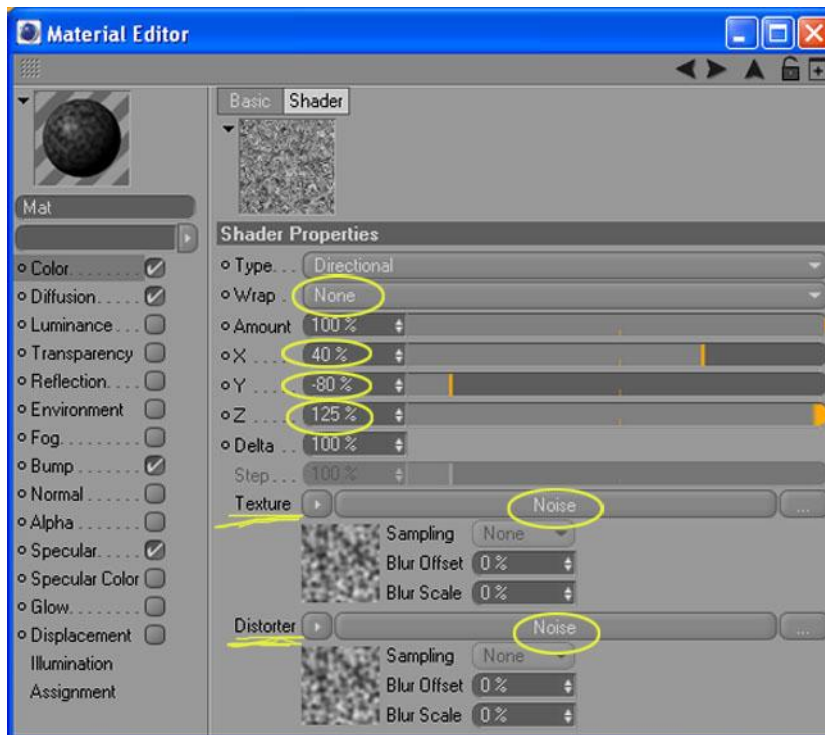 Material Editor
Mat
Color
Diffusion
Luminance
Transparency
Reflection
Environment
Fog
Bump
Normal
Alpha
Specular
Specular Color
Glow
Displacement
Illumination
Assignment
Basic Shader
Shader Properties
Type. . . Directional
Wrap . None
Amount 100 %
X . . . . 40 %
Y . . . . -80 %
Z . . . . 125 %
Delta . . 100 %
Step. . . 100 %
Texture Noise ...
Sampling None
Blur Offset 0 %
Blur Scale 0 %
Distorter Noise ...
Sampling None
Blur Offset 0 %
Blur Scale 0 %